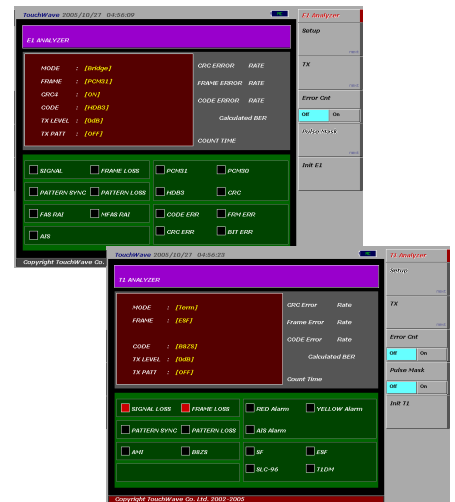 TouchWave 2005/10/27 04:56:09
E1 Analyzer
E1 ANALYZER
Setup
MODE : [Bridge]
FRAME : [PCM31]
CRC4 : [ON]
CODE : [HDB3]
TX LEVEL : [0dB]
TX PATT : [OFF]
CRC ERROR RATE
FRAME ERROR RATE
CODE ERROR RATE
Calculated BER
COUNT TIME
TX
Error Cnt
Off On
Pulse Mask
Init E1
SIGNAL FRAME LOSS PCM31 PCM30
PATTERN SYNC PATTERN LOSS HDB3 CRC
FAS RAI MFAS RAI CODE ERR FRM ERR
AIS CRC ERR BIT ERR
Copyright TouchWave Co.
TouchWave 2005/10/27 04:56:23
T1 Analyzer
T1 ANALYZER
Setup
MODE : [Term]
FRAME : [ESF]
CODE : [B8ZS]
TX LEVEL : [0dB]
TX PATT : [OFF]
CRC Error Rate
Frame Error Rate
CODE Error Rate
Calculated BER
Count Time
TX
Error Cnt
Off On
Pulse Mask
Off On
Init T1
SIGNAL LOSS FRAME LOSS RED Alarm YELLOW Alarm
PATTERN SYNC PATTERN LOSS AIS Alarm
AMI B8ZS SF ESF
SLC-96 T1DM
Copyright TouchWave Co. Ltd. 2002-2005